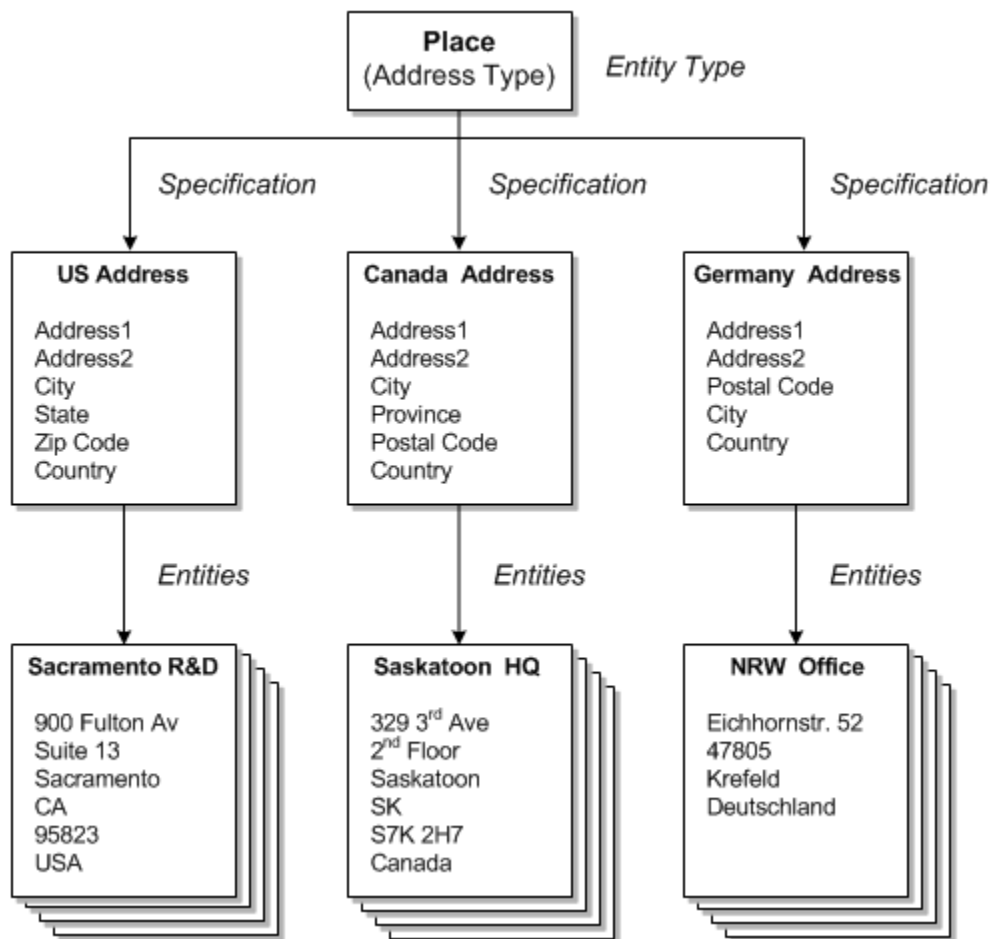 Place
(Address Type)
Entity Type
Specification
Specification
Specification
US Address
Address1
Address2
City
State
Zip Code
Country
Canada Address
Address1
Address2
City
Province
Postal Code
Country
Germany Address
Address1
Address2
Postal Code
City
Country
Entities
Entities
Entities
Sacramento R&D
900 Fulton Av
Suite 13
Sacramento
CA
95823
USA
Saskatoon HQ
329 3rd Ave
2nd Floor
Saskatoon
SK
S7K 2H7
Canada
NRW Office
Eichhornstr. 52
47805
Krefeld
Deutschland